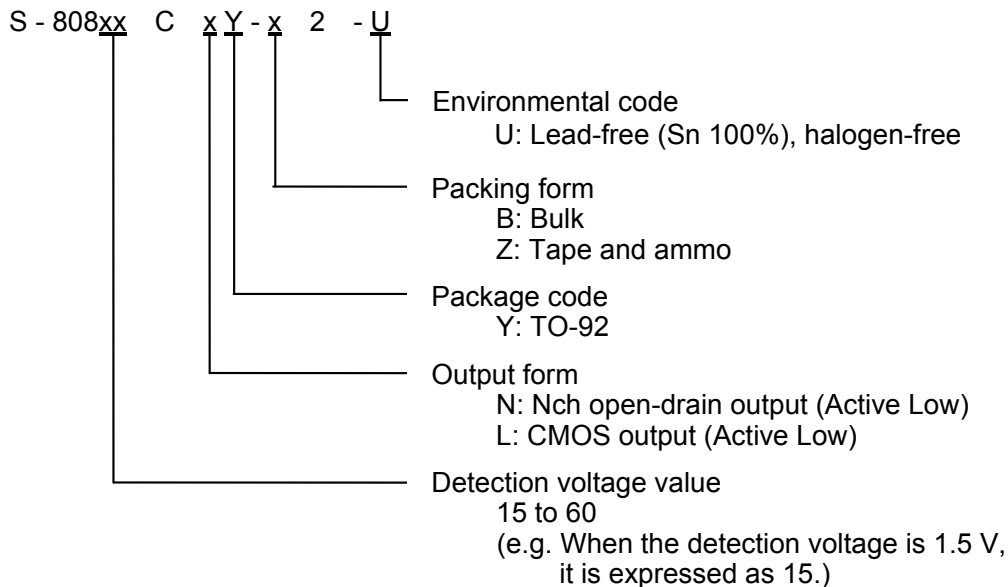 S - 808xx C x Y - x 2 - U
Environmental code
U: Lead-free (Sn 100%), halogen-free
Packing form
B: Bulk
Z: Tape and ammo
Package code
Y: TO-92
Output form
N: Nch open-drain output (Active Low)
L: CMOS output (Active Low)
Detection voltage value
15 to 60
(e.g. When the detection voltage is 1.5 V,
it is expressed as 15.)